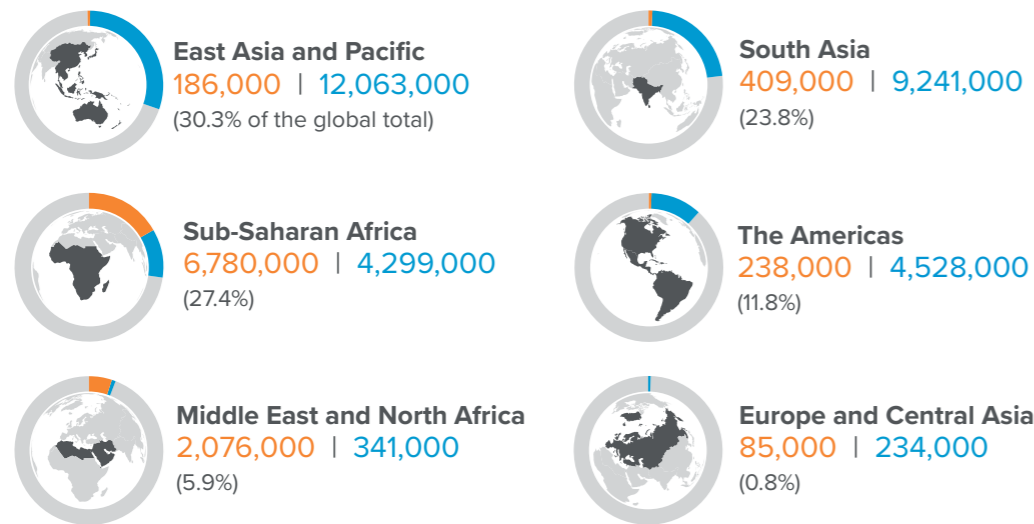 East Asia and Pacific
186,000 | 12,063,000
(30.3% of the global total)
South Asia
409,000 | 9,241,000
(23.8%)
Sub-Saharan Africa
6,780,000 | 4,299,000
(27.4%)
The Americas
238,000 | 4,528,000
(11.8%)
Middle East and North Africa
2,076,000 | 341,000
(5.9%)
Europe and Central Asia
85,000 | 234,000
(0.8%)